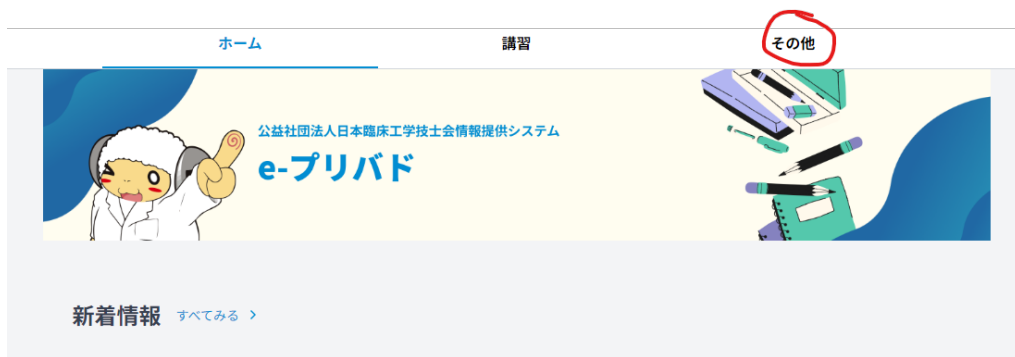 ホーム 講習 その他
公益社団法人日本臨床工学技士会情報提供システム
e-プリバド
新着情報 すべてみる >